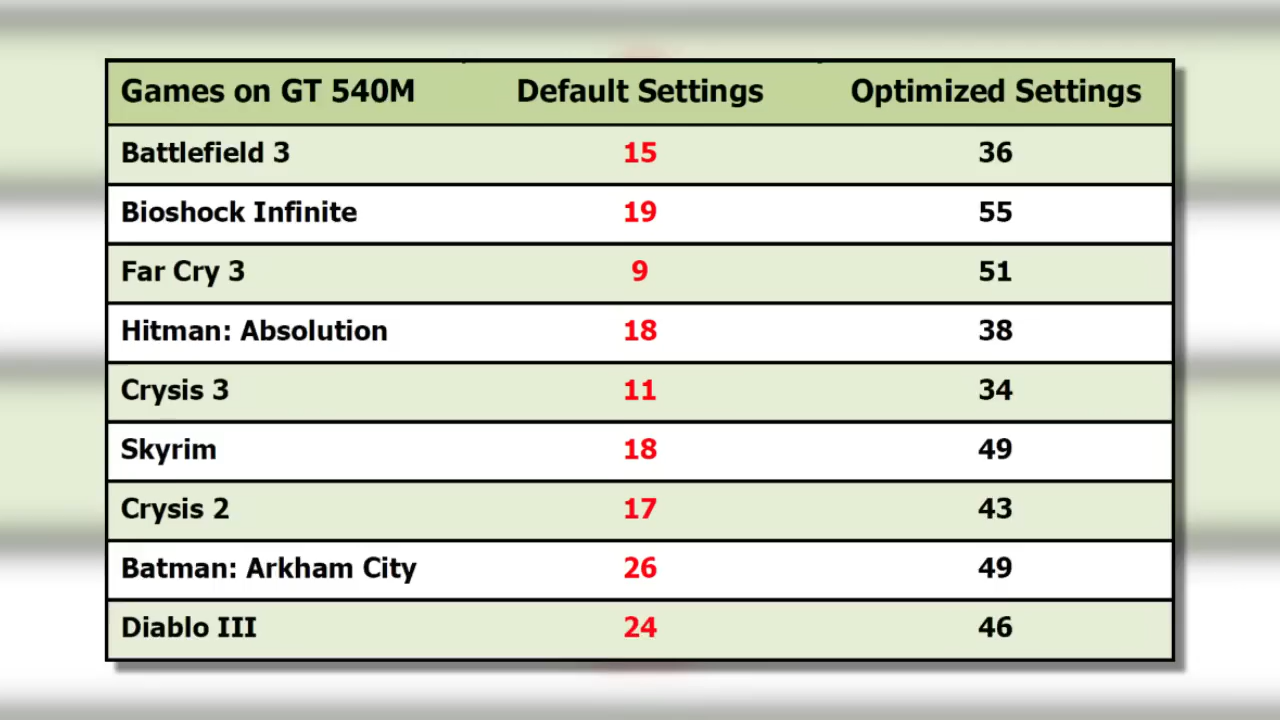 Games on GT 540M Default Settings Optimized Settings
Battlefield 3 15 36
Bioshock Infinite 19 55
Far Cry 3 9 51
Hitman: Absolution 18 38
Crysis 3 11 34
Skyrim 18 49
Crysis 2 17 43
Batman: Arkham City 26 49
Diablo III 24 46